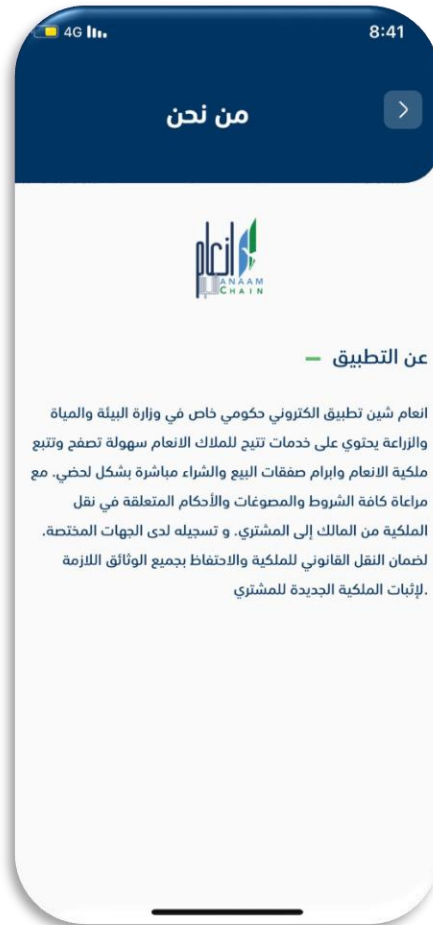 4G
8:41
من نحن
انعام
ANAAM
CHAIN
عن التطبيق
انعام شين تطبيق الكتروني حكومي خاص في وزارة البيئة والمياة
والزراعة يحتوي على خدمات تتيح للملاك الانعام سهولة تصفح وتتبع
ملكية الانعام وابرام صفقات البيع والشراء مباشرة بشكل لحضي. مع
مراعاة كافة الشروط والمصوغات والأحكام المتعلقة في نقل
الملكية من المالك إلى المشتري. و تسجيله لدى الجهات المختصة.
لضمان النقل القانوني للملكية والاحتفاظ بجميع الوثائق اللازمة
.لإثبات الملكية الجديدة للمشتري